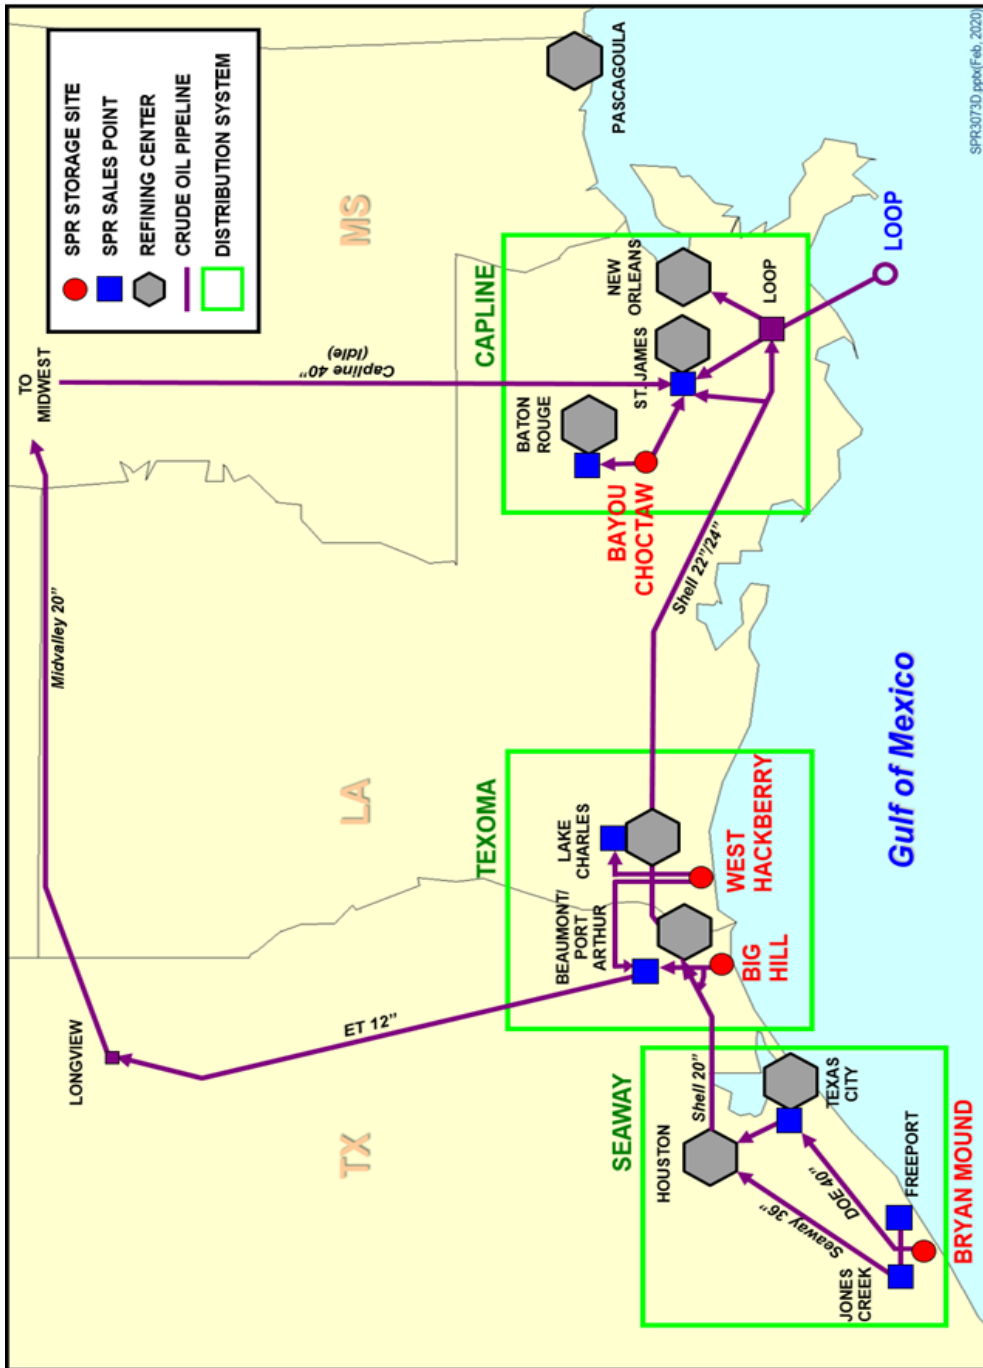 SPR STORAGE SITE
SPR SALES POINT
REFINING CENTER
CRUDE OIL PIPELINE
DISTRIBUTION SYSTEM
TO
MIDWEST
Midvalley 20”
LONGVIEW
ET 12”
Capline 40”
(Idle)
TX
LA
MS
SEAWAY
HOUSTON
Shell 20”
TEXAS
CITY
Seaway 36”
DOE 40”
JONES
CREEK
FREEPORT
BRYAN MOUND
TEXOMA
BEAUMONT/
PORT
ARTHUR
LAKE
CHARLES
BIG
HILL
WEST
HACKBERRY
Shell 22”/24”
CAPLINE
BATON
ROUGE
ST. JAMES
NEW
ORLEANS
BAYOU
CHOCTAW
LOOP
LOOP
PASCAGOULA
Gulf of Mexico
SPR3073D.pptx(Feb, 2020)